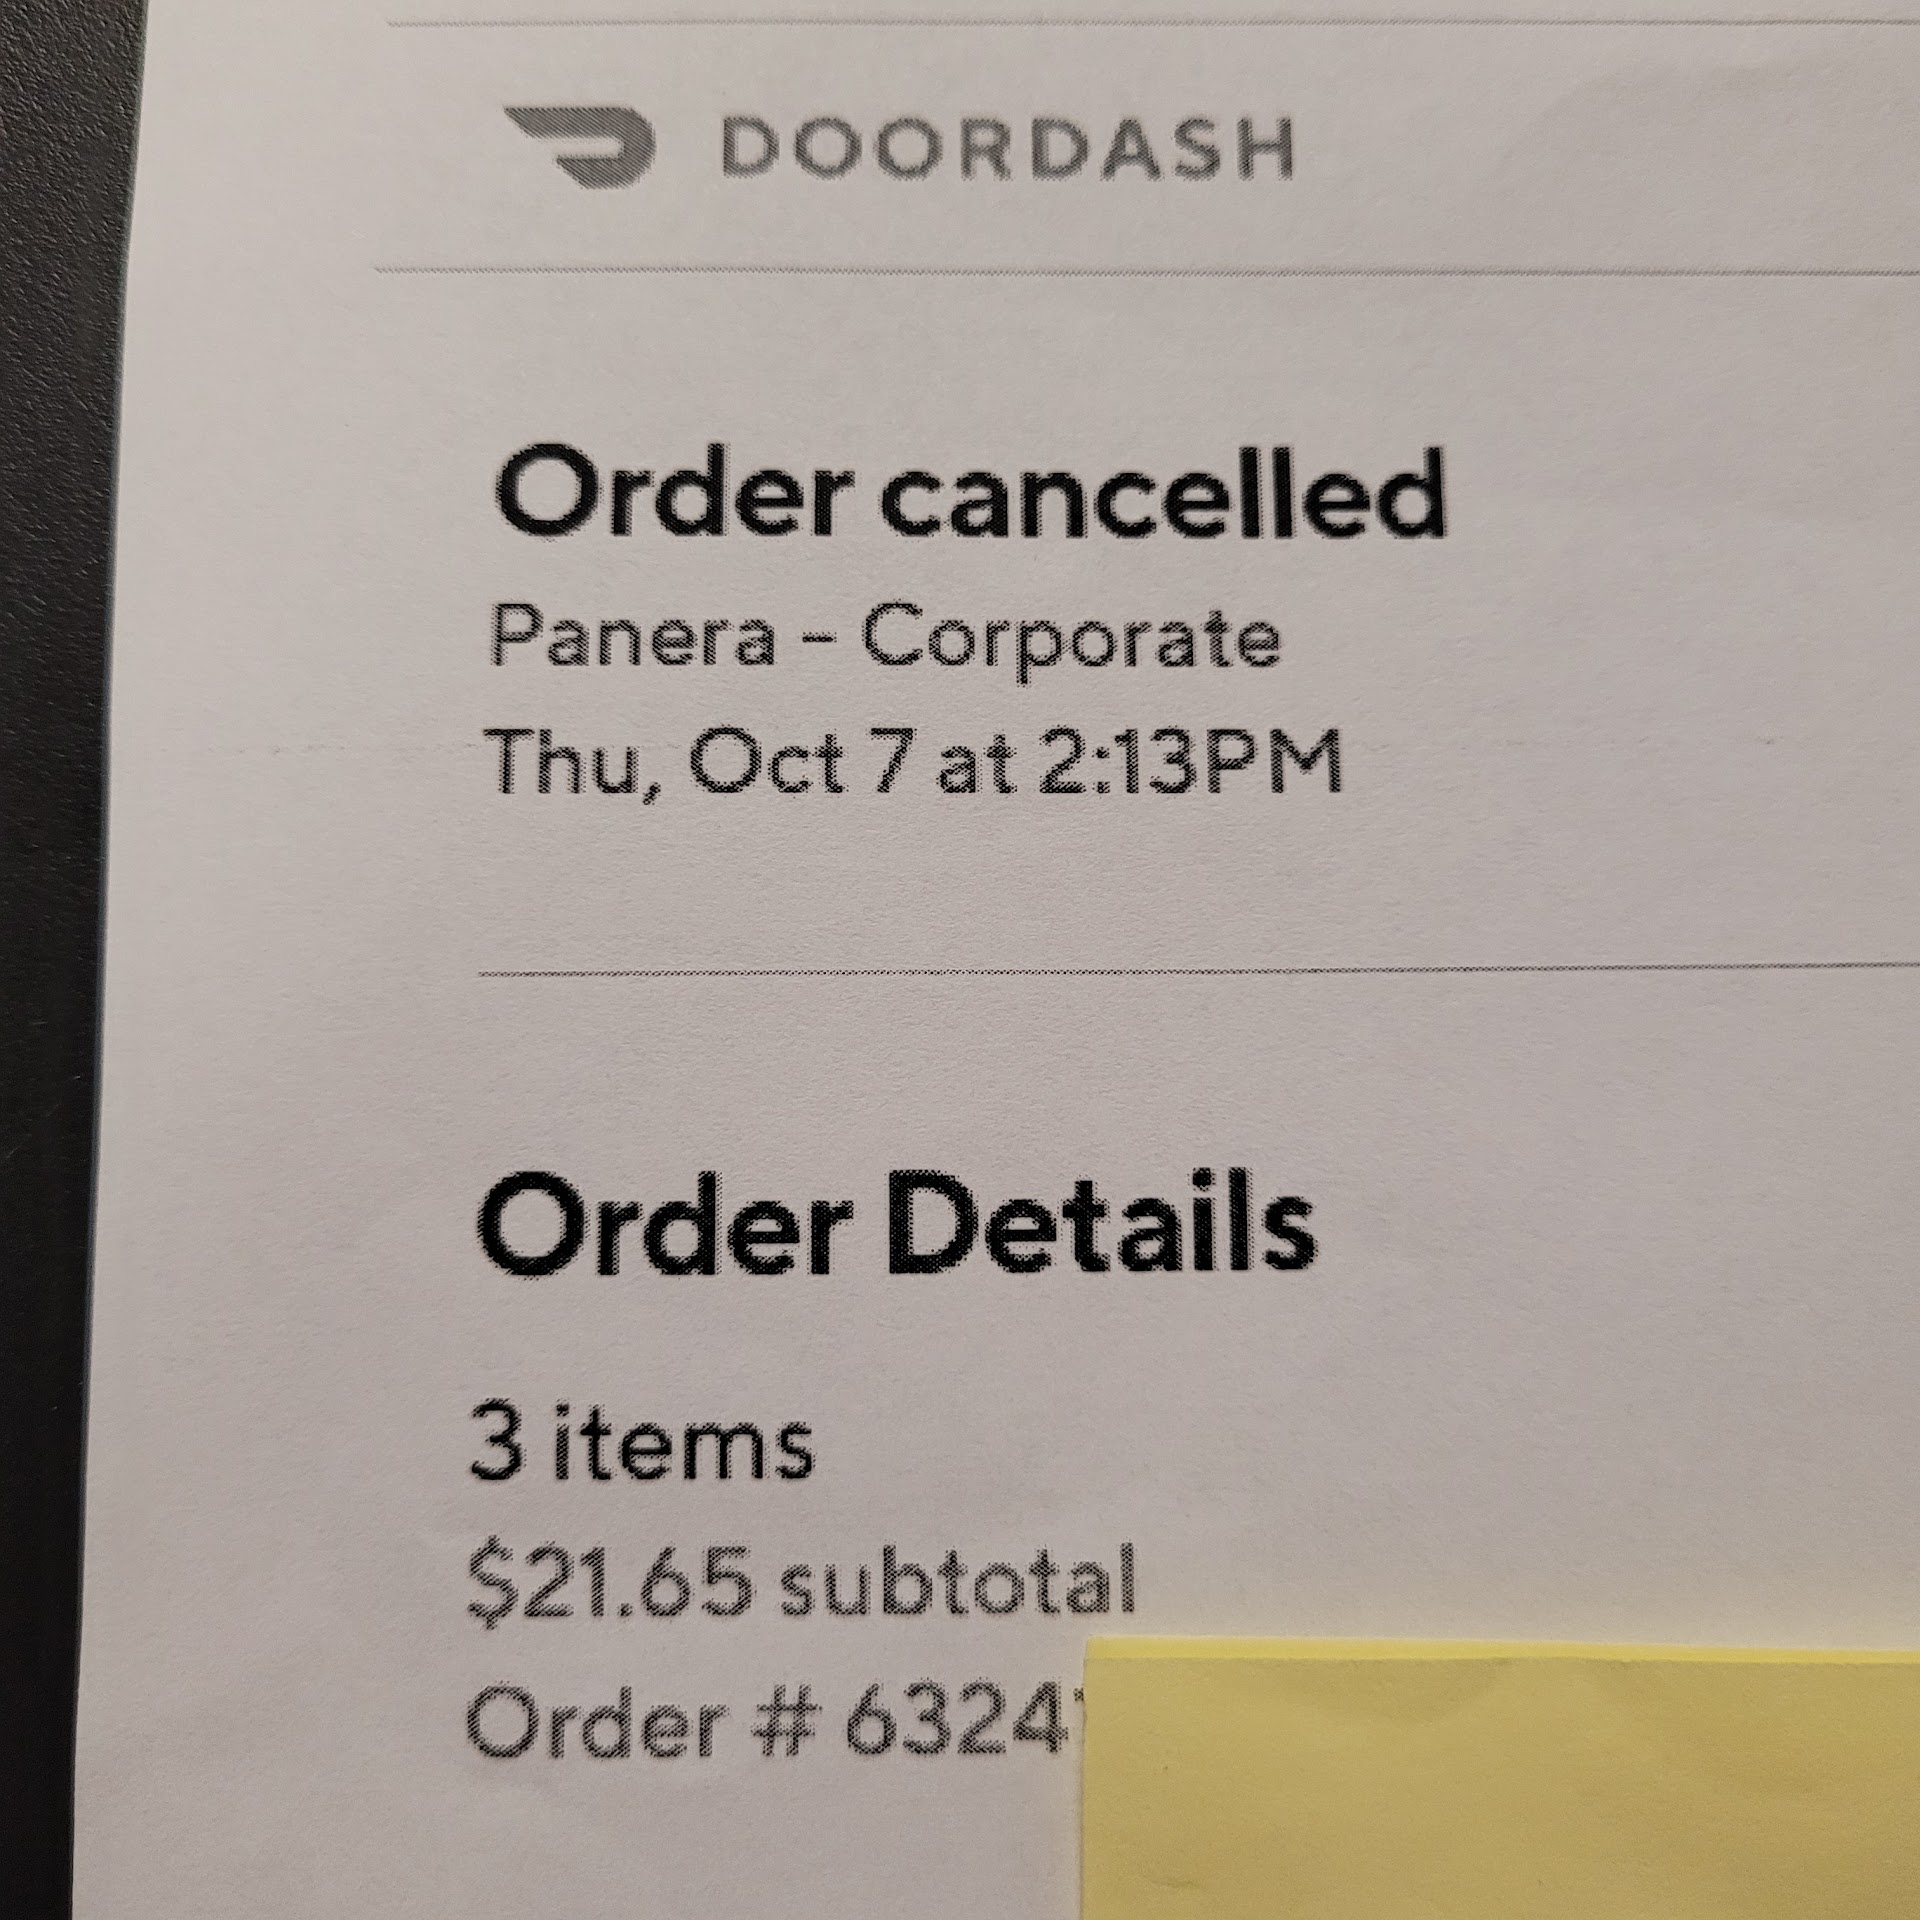 DOORDASH
Order cancelled
Panera - Corporate
Thu, Oct 7 at 2:13PM
Order Details
3 items
$21.65 subtotal
Order # 6324